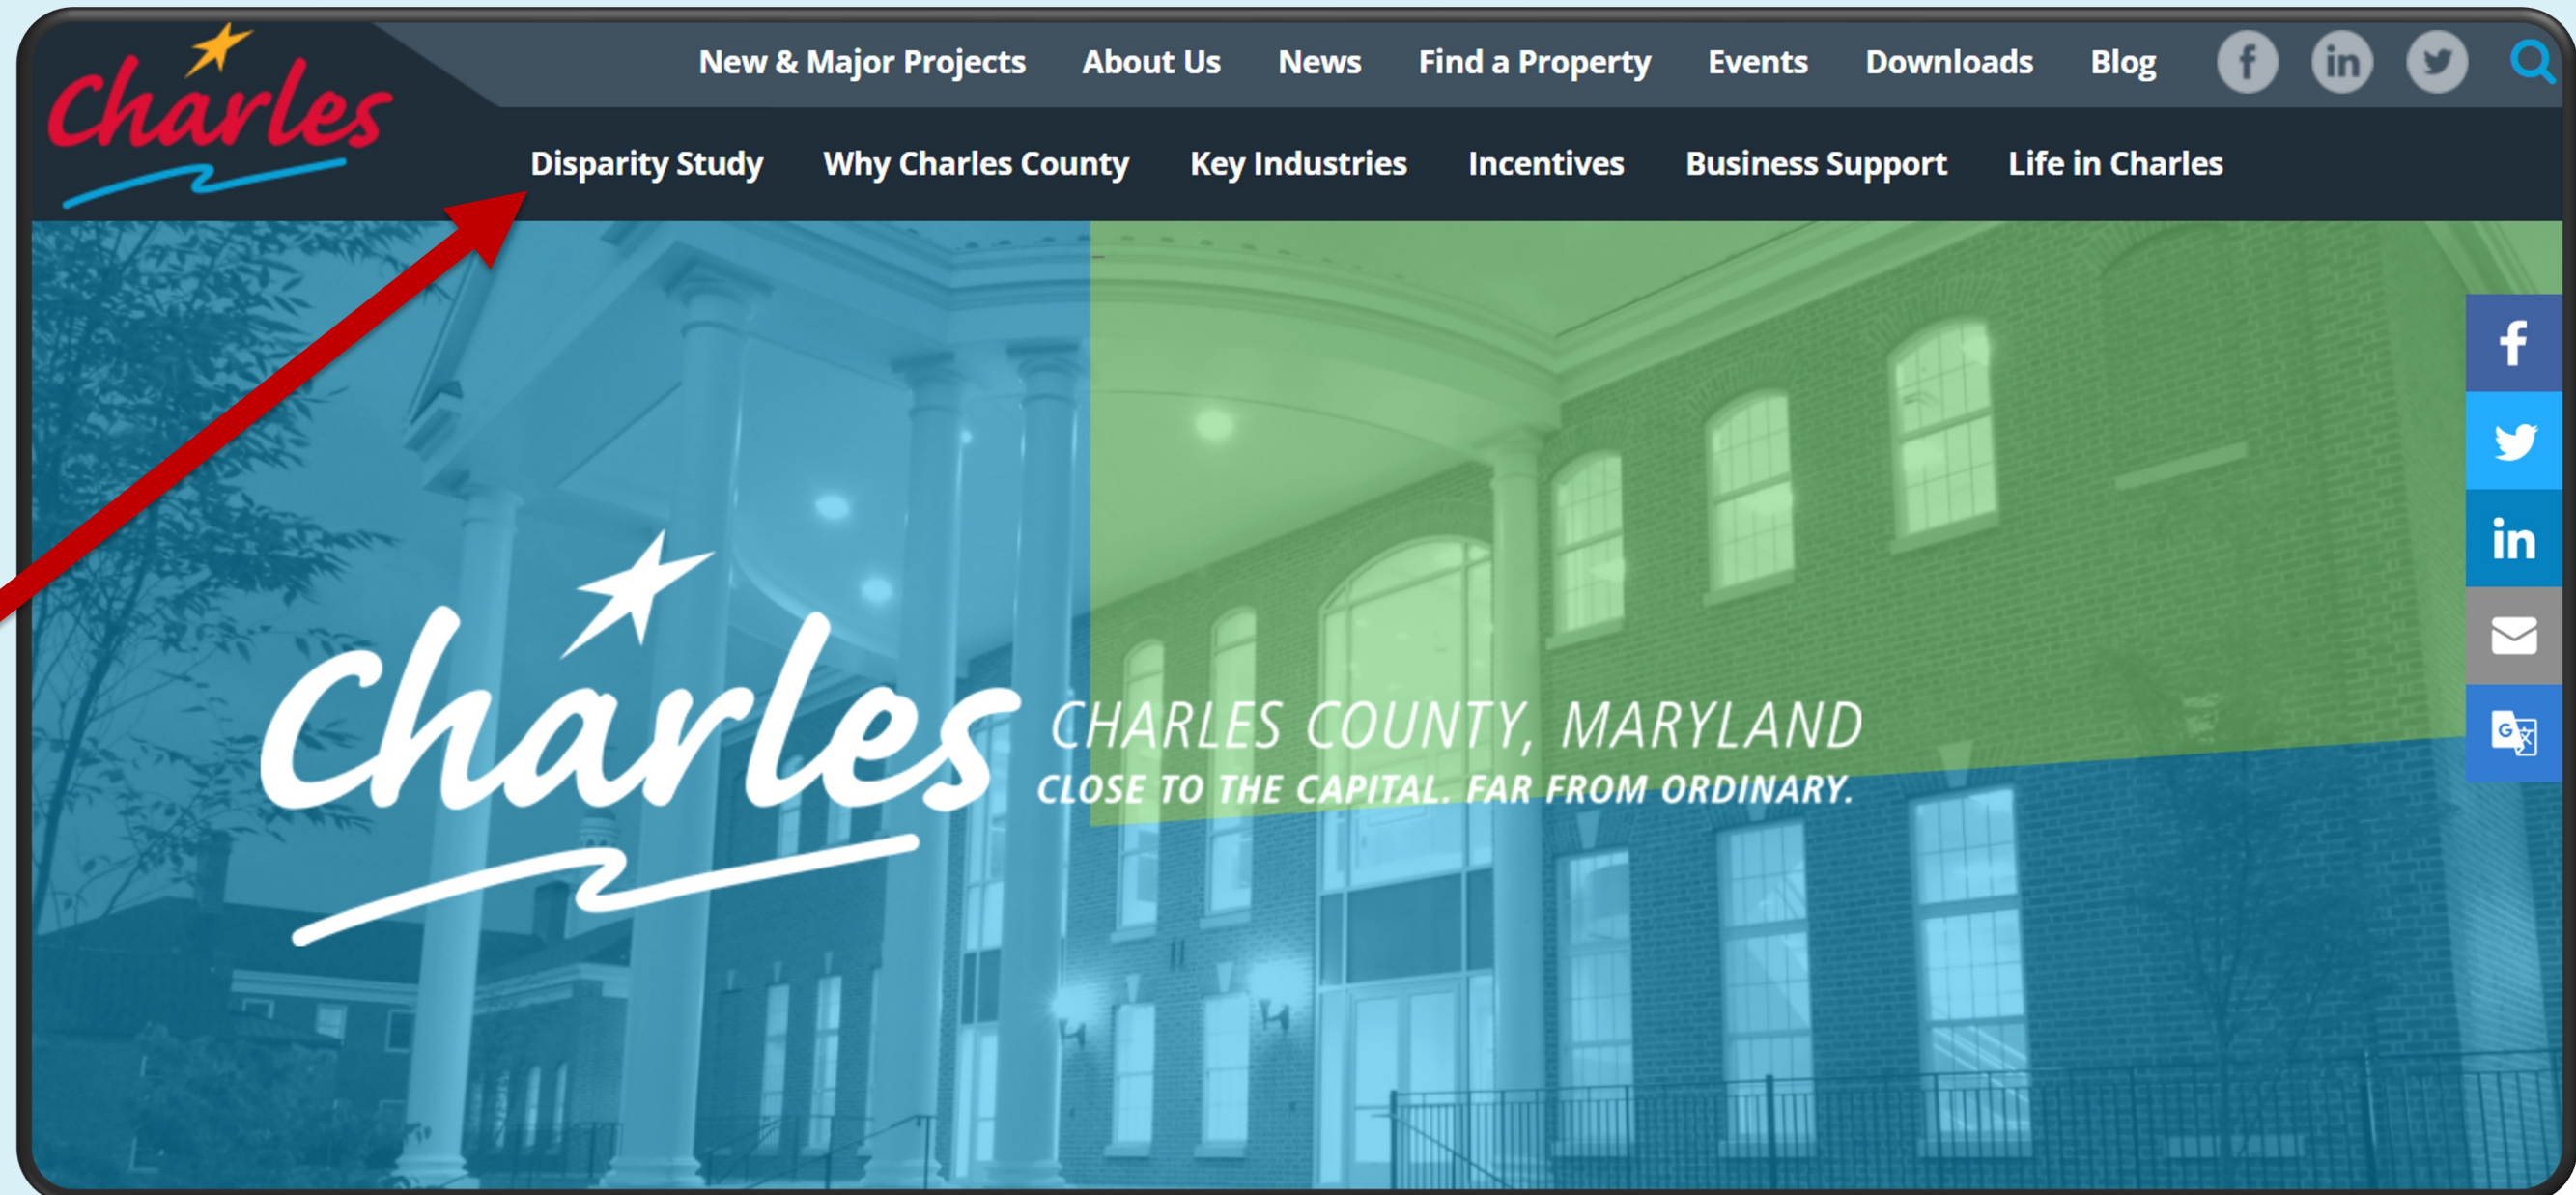 Charles
New & Major Projects About Us News Find a Property Events Downloads Blog
Disparity Study Why Charles County Key Industries Incentives Business Support Life in Charles
Charles
CHARLES COUNTY, MARYLAND
CLOSE TO THE CAPITAL. FAR FROM ORDINARY.